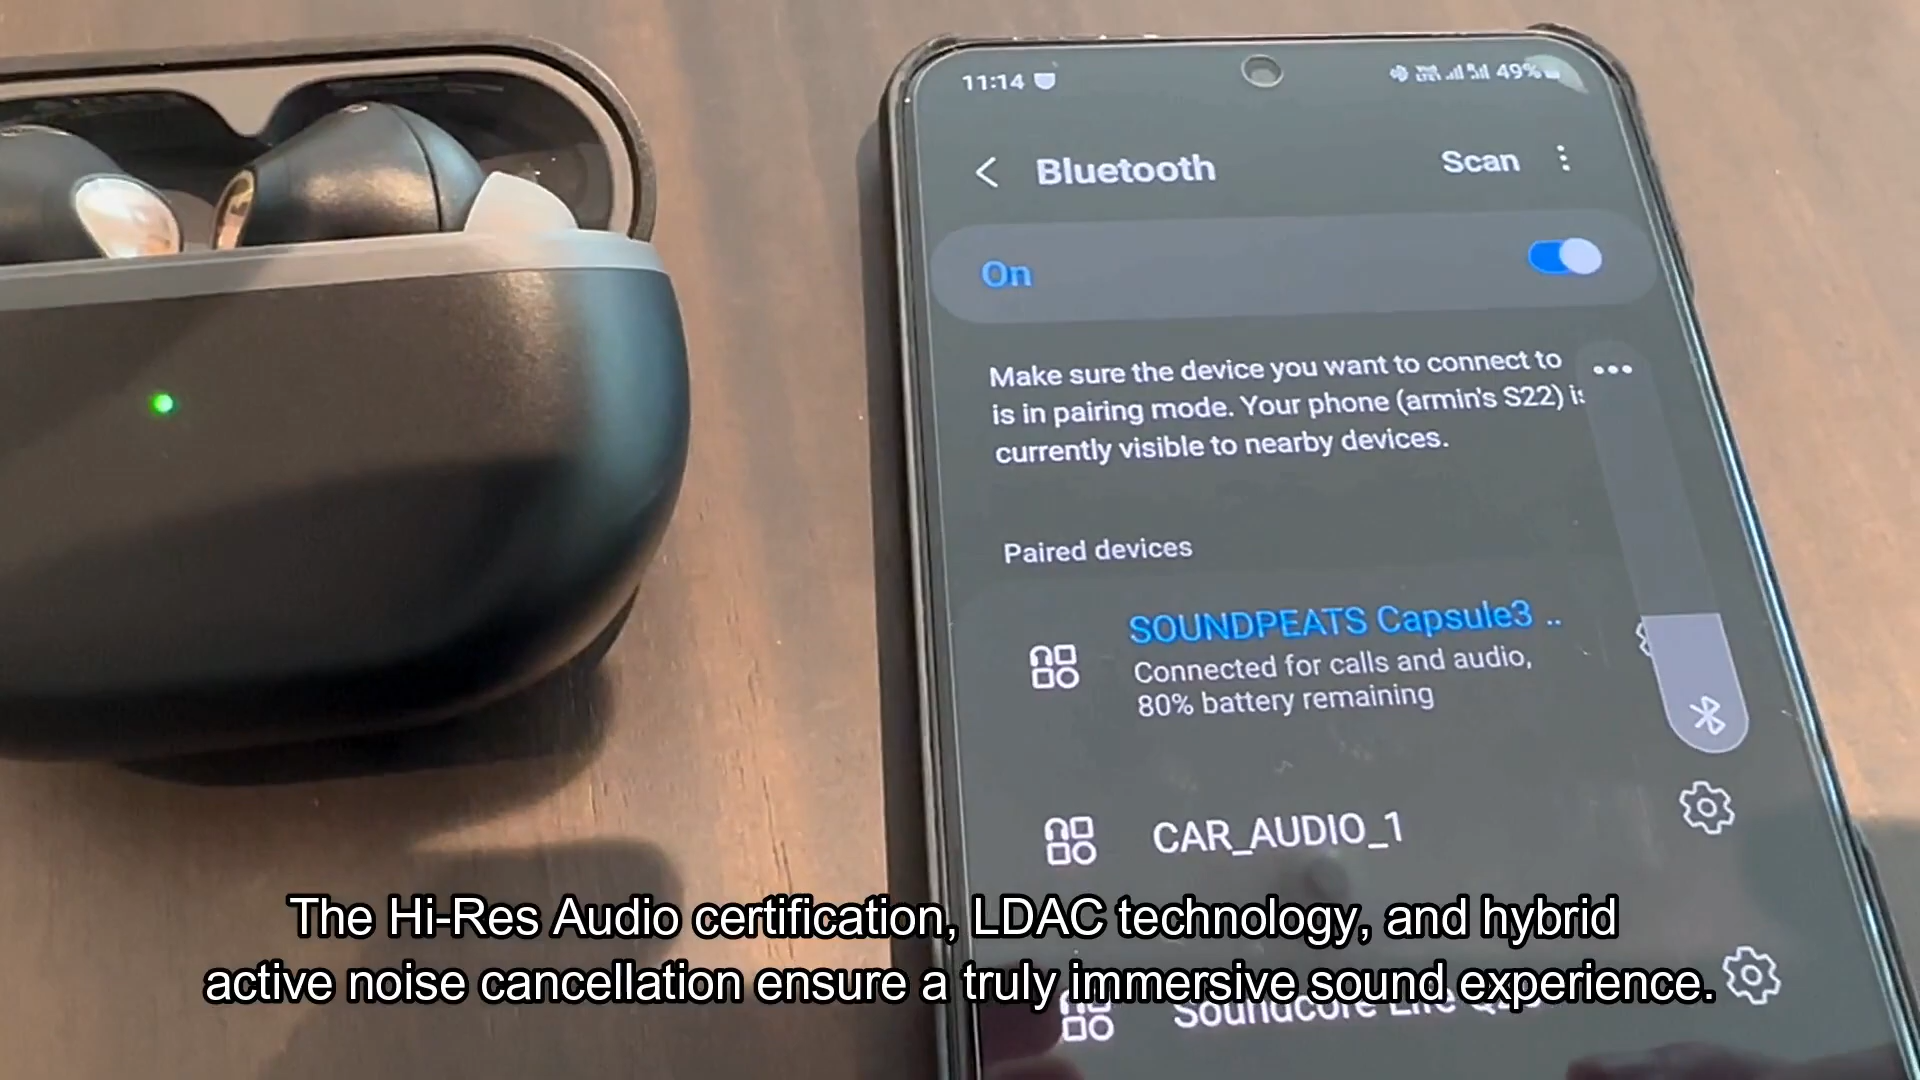 11:14
49%
Bluetooth
Scan
On
Make sure the device you want to connect to
is in pairing mode. Your phone (armin's S22) is
currently visible to nearby devices.
Paired devices
SOUNDPEATS Capsule3 ..
Connected for calls and audio,
80% battery remaining
CAR_AUDIO_1
The Hi-Res Audio certification, LDAC technology, and hybrid
active noise cancellation ensure a truly immersive sound experience.
Soundcore Life